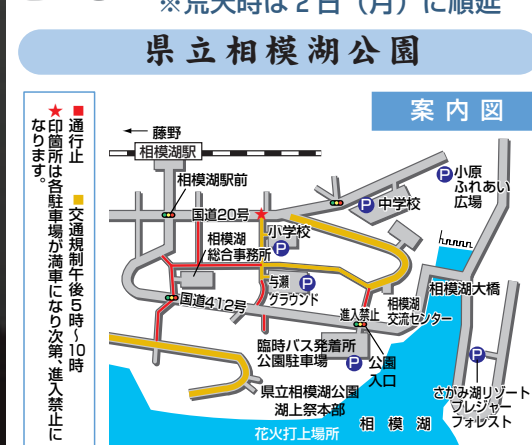 ※荒天時は2日（月）に順延
県立相模湖公園
案内図
■通行止　■交通規制午後5時～10時
★印箇所は各駐車場が満車になり次第、進入禁止に
なります。
← 藤野
相模湖駅
相模湖駅前
国道20号
P 中学校
P 小原
ふれあい
広場
小学校
P
相模湖
総合事務所
与瀬
グラウンド
P
国道412号
進入禁止
相模湖
交流センター
相模湖大橋
臨時バス発着所
公園駐車場
P
公園
入口
県立相模湖公園
湖上祭本部
P
さがみ湖リゾート
プレジャー
フォレスト
相模湖
花火打上場所